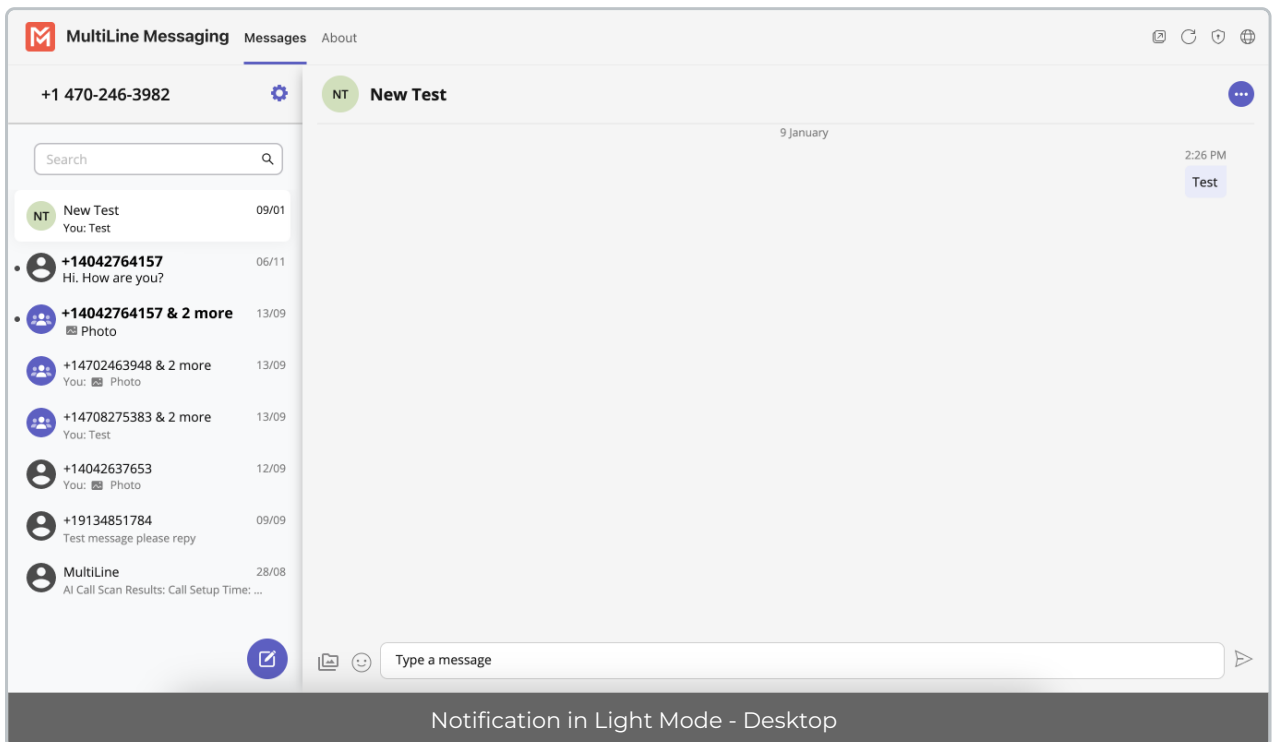 MultiLine Messaging Messages About
+1 470-246-3982
NT New Test
9 January
2:26 PM
Test
Search
NT New Test 09/01
You: Test
+14042764157 06/11
Hi. How are you?
+14042764157 & 2 more 13/09
Photo
+14702463948 & 2 more 13/09
You: Photo
+14708275383 & 2 more 13/09
You: Test
+14042637653 12/09
You: Photo
+19134851784 09/09
Test message please repy
MultiLine 28/08
AI Call Scan Results: Call Setup Time: ...
Type a message
Notification in Light Mode - Desktop